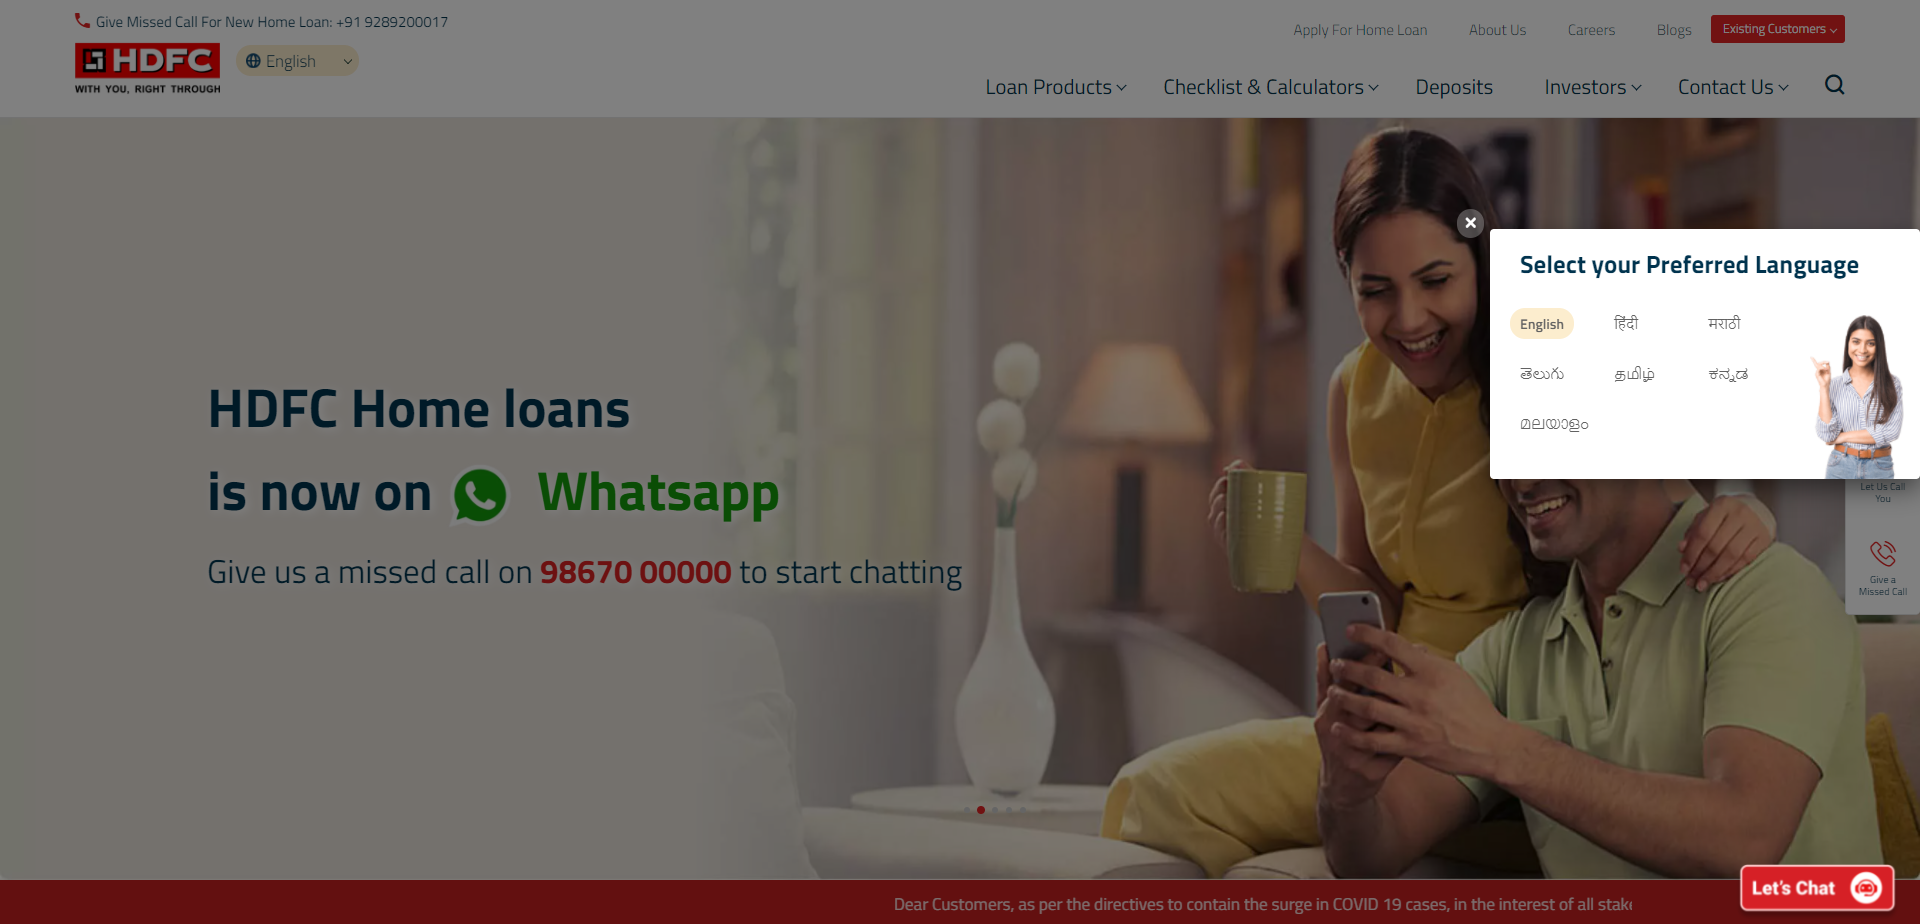 Give Missed Call For New Home Loan: +91 9289200017
Apply For Home Loan
About Us
Careers
Blogs
Existing Customers
HDFC
WITH YOU, RIGHT THROUGH
English
Loan Products
Checklist & Calculators
Deposits
Investors
Contact Us
Select your Preferred Language
English
हिंदी
मराठी
తెలుగు
தமிழ்
ಕನ್ನಡ
മലയാളം
HDFC Home loans
is now on Whatsapp
Give us a missed call on 98670 00000 to start chatting
Let Us Call
You
Give a
Missed Call
Let's Chat
Dear Customers, as per the directives to contain the surge in COVID 19 cases, in the interest of all